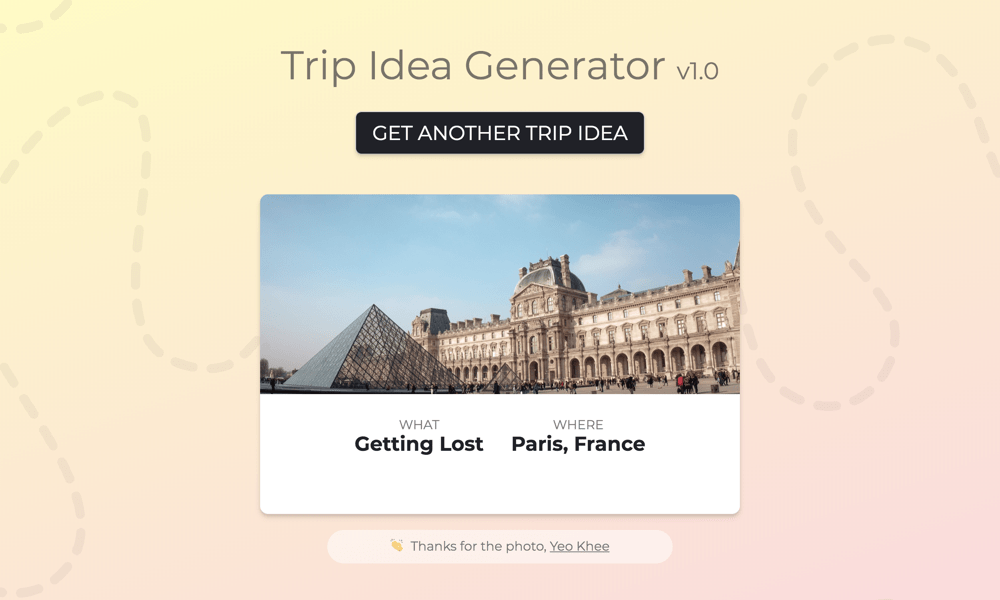 Trip Idea Generator v1.0
GET ANOTHER TRIP IDEA
WHAT
Getting Lost
WHERE
Paris, France
👏 Thanks for the photo, Yeo Khee